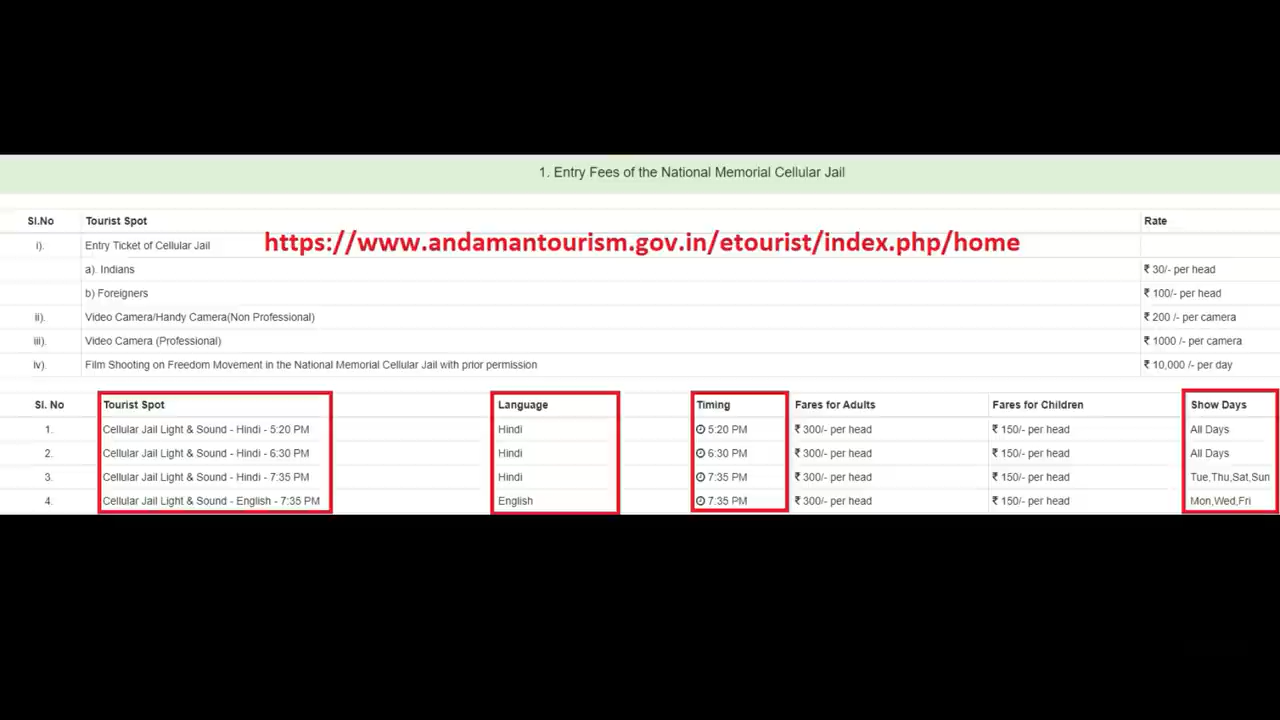 1. Entry Fees of the National Memorial Cellular Jail
Sl.No Tourist Spot Rate
i). Entry Ticket of Cellular Jail https://www.andamantourism.gov.in/etourist/index.php/home
a). Indians ₹ 30/- per head
b) Foreigners ₹ 100/- per head
ii). Video Camera/Handy Camera(Non Professional) ₹ 200 /- per camera
iii). Video Camera (Professional) ₹ 1000 /- per camera
iv). Film Shooting on Freedom Movement in the National Memorial Cellular Jail with prior permission ₹ 10,000 /- per day
Sl. No Tourist Spot Language Timing Fares for Adults Fares for Children Show Days
1. Cellular Jail Light & Sound - Hindi - 5:20 PM Hindi 5:20 PM ₹ 300/- per head ₹ 150/- per head All Days
2. Cellular Jail Light & Sound - Hindi - 6:30 PM Hindi 6:30 PM ₹ 300/- per head ₹ 150/- per head All Days
3. Cellular Jail Light & Sound - Hindi - 7:35 PM Hindi 7:35 PM ₹ 300/- per head ₹ 150/- per head Tue,Thu,Sat,Sun
4. Cellular Jail Light & Sound - English - 7:35 PM English 7:35 PM ₹ 300/- per head ₹ 150/- per head Mon,Wed,Fri